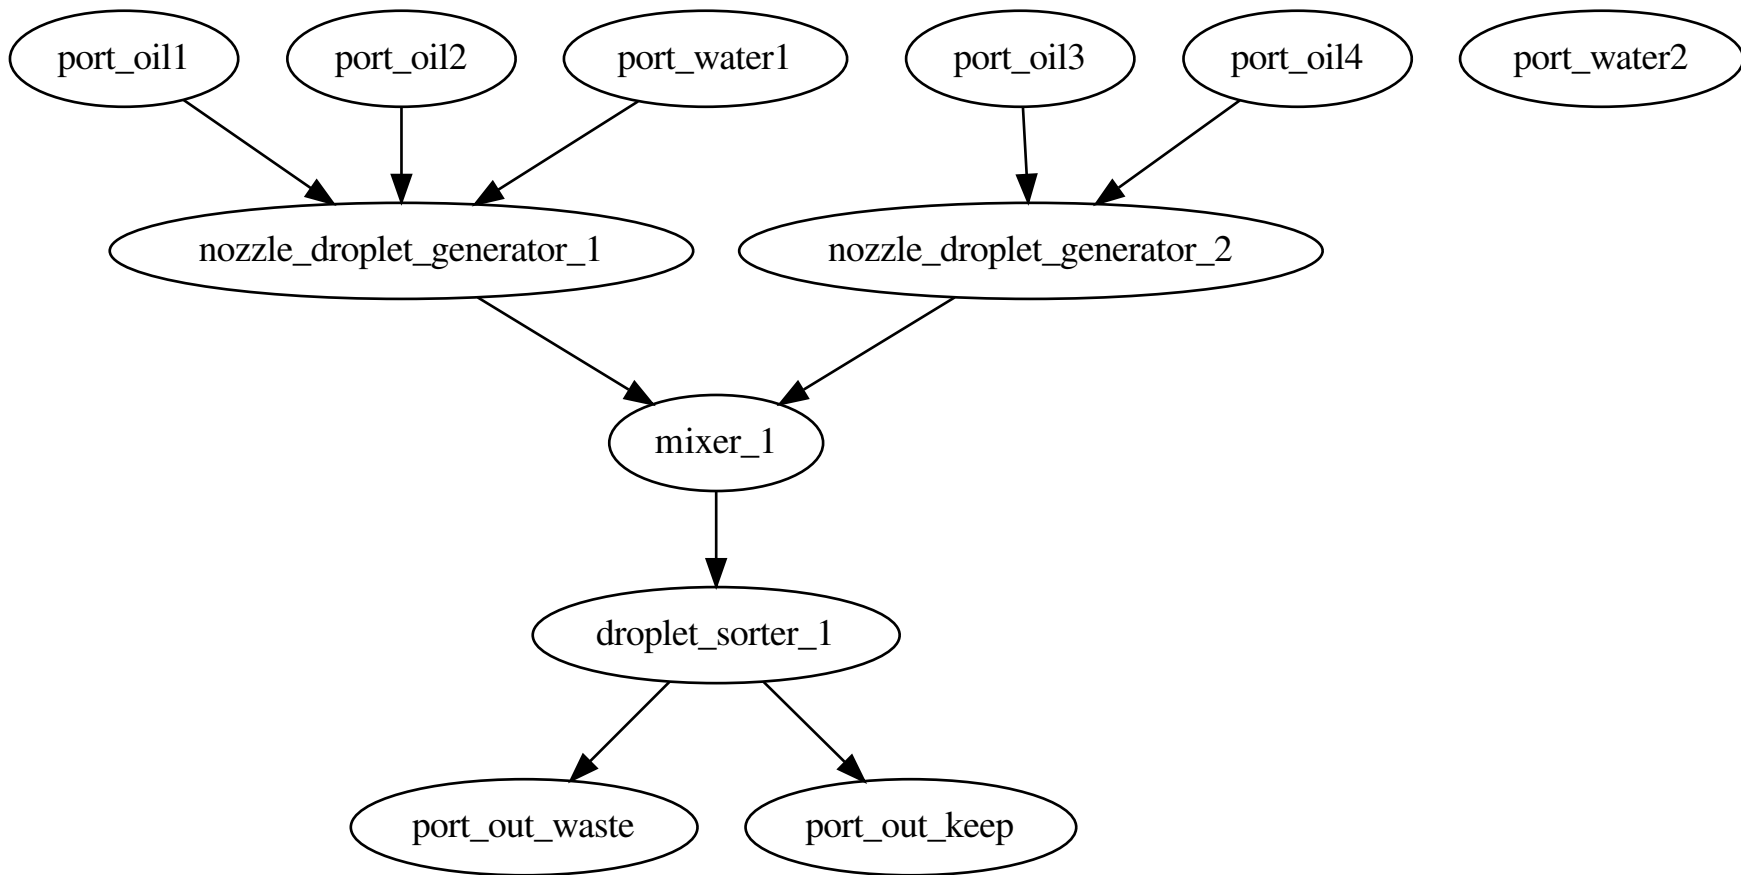 port_oil1
port_oil2
port_water1
port_oil3
port_oil4
port_water2
nozzle_droplet_generator_1
nozzle_droplet_generator_2
mixer_1
droplet_sorter_1
port_out_waste
port_out_keep